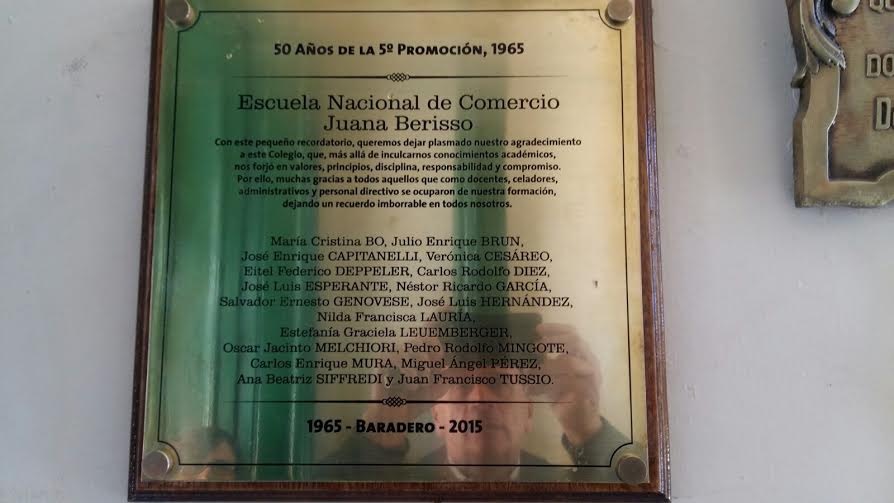 50 AÑOS DE LA 5º PROMOCIÓN, 1965
Escuela Nacional de Comercio
Juana Berisso
Con este pequeño recordatorio, queremos dejar plasmado nuestro agradecimiento
a este Colegio, que, más allá de inculcarnos conocimientos académicos,
nos forjó en valores, principios, disciplina, responsabilidad y compromiso.
Por ello, muchas gracias a todos aquellos que como docentes, celadores,
administrativos y personal directivo se ocuparon de nuestra formación,
dejando un recuerdo imborrable en todos nosotros.
María Cristina BO, Julio Enrique BRUN,
José Enrique CAPITANELLI, Verónica CESÁREO,
Eitel Federico DEPPELER, Carlos Rodolfo DIEZ,
José Luis ESPERANTE, Néstor Ricardo GARCÍA,
Salvador Ernesto GENOVESE, José Luis HERNÁNDEZ,
Nilda Francisca LAURÍA,
Estefanía Graciela LEUEMBERGER,
Oscar Jacinto MELCHIORI, Pedro Rodolfo MINGOTE,
Carlos Enrique MURA, Miguel Ángel PÉREZ,
Ana Beatriz SIFFREDI y Juan Francisco TUSSIO.
1965 - BARADERO - 2015